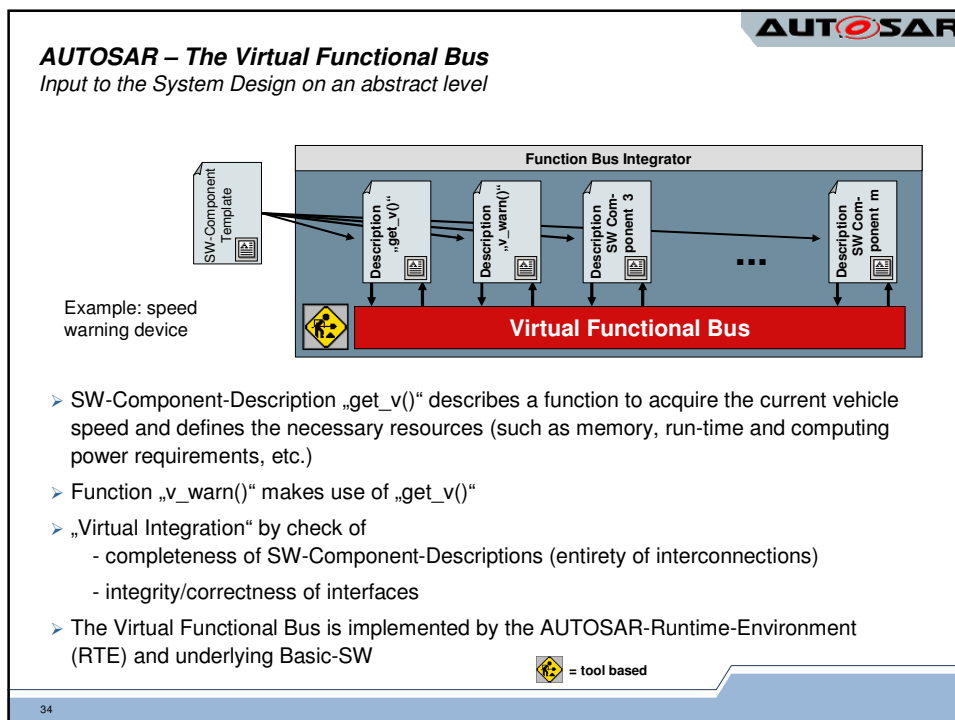 AUTOSAR
AUTOSAR – The Virtual Functional Bus
Input to the System Design on an abstract level
Function Bus Integrator
SW-Component
Template
Description
„get_v()“
Description
„v_warn()“
Description
SW Com-
ponent 3
...
Description
SW Com-
ponent m
Example: speed
warning device
Virtual Functional Bus
➢ SW-Component-Description „get_v()“ describes a function to acquire the current vehicle
speed and defines the necessary resources (such as memory, run-time and computing
power requirements, etc.)
➢ Function „v_warn()“ makes use of „get_v()“
➢ „Virtual Integration“ by check of
- completeness of SW-Component-Descriptions (entirety of interconnections)
- integrity/correctness of interfaces
➢ The Virtual Functional Bus is implemented by the AUTOSAR-Runtime-Environment
(RTE) and underlying Basic-SW
= tool based
34